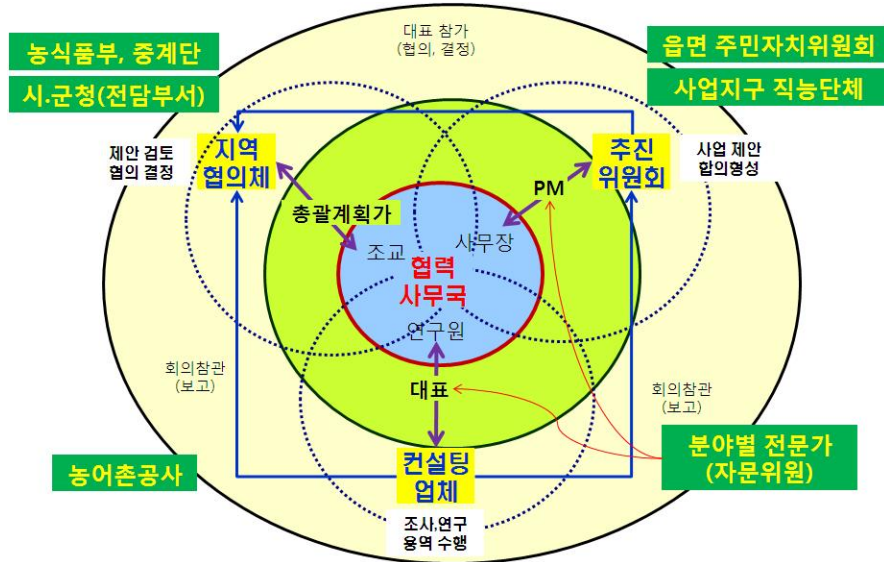 대표 참가
(협의, 결정)
농식품부, 중계단
시.군청(전담부서)
읍면 주민자치위원회
사업지구 직능단체
제안 검토
협의 결정
지역
협의체
추진
위원회
사업 제안
합의형성
총괄계획가
PM
조교
사무장
협력
사무국
연구원
대표
회의참관
(보고)
회의참관
(보고)
농어촌공사
컨설팅
업체
조사,연구
용역 수행
분야별 전문가
(자문위원)